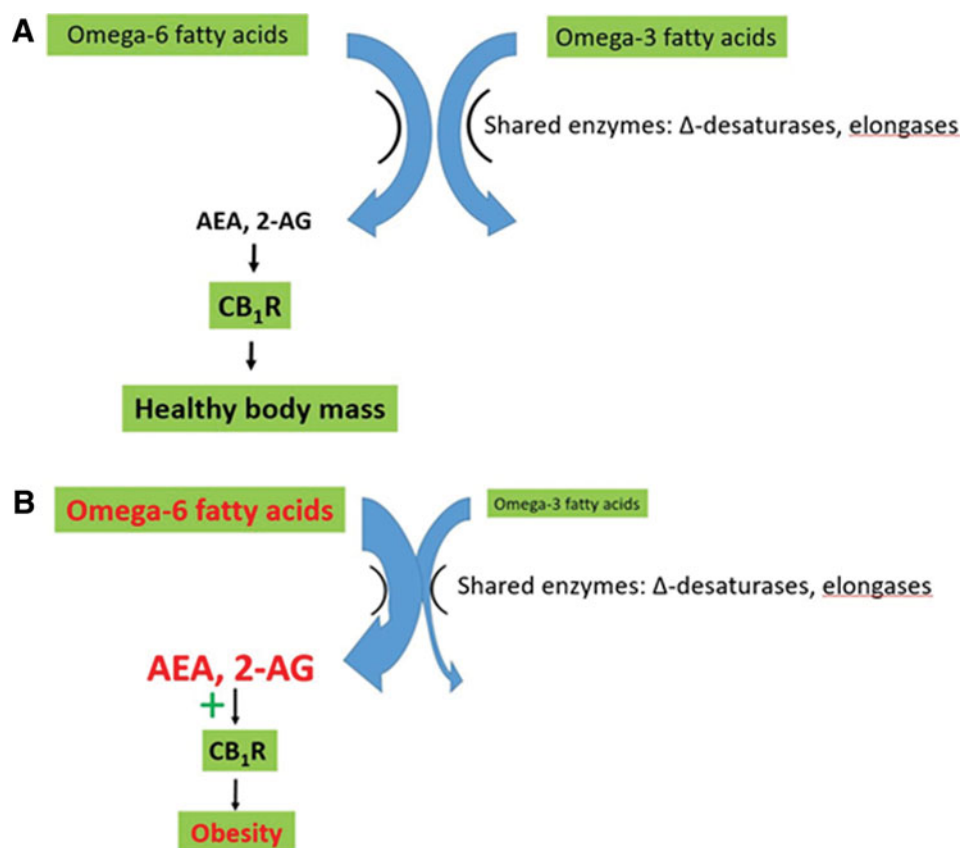 A
Omega-6 fatty acids
Omega-3 fatty acids
Shared enzymes: Δ-desaturases, elongases
AEA, 2-AG
CB₁R
Healthy body mass
B
Omega-6 fatty acids
Omega-3 fatty acids
Shared enzymes: Δ-desaturases, elongases
AEA, 2-AG
+
CB₁R
Obesity